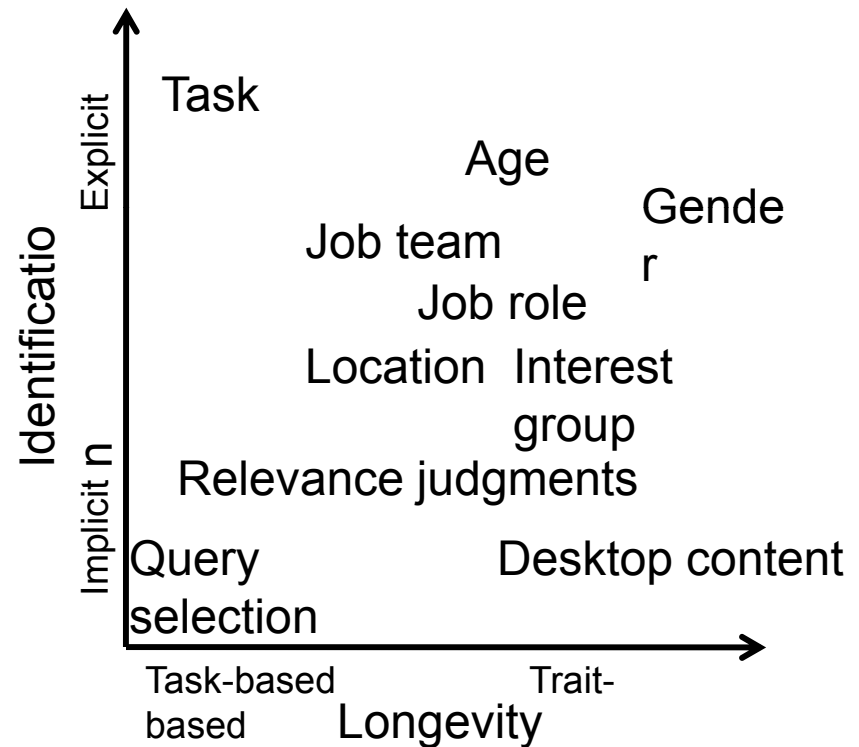 Explicit
Task
Age
Gende
r
Job team
Job role
Identificatio
n
Location
Interest
group
Relevance judgments
Implicit
Query
selection
Desktop content
Task-based
Trait-
based
Longevity